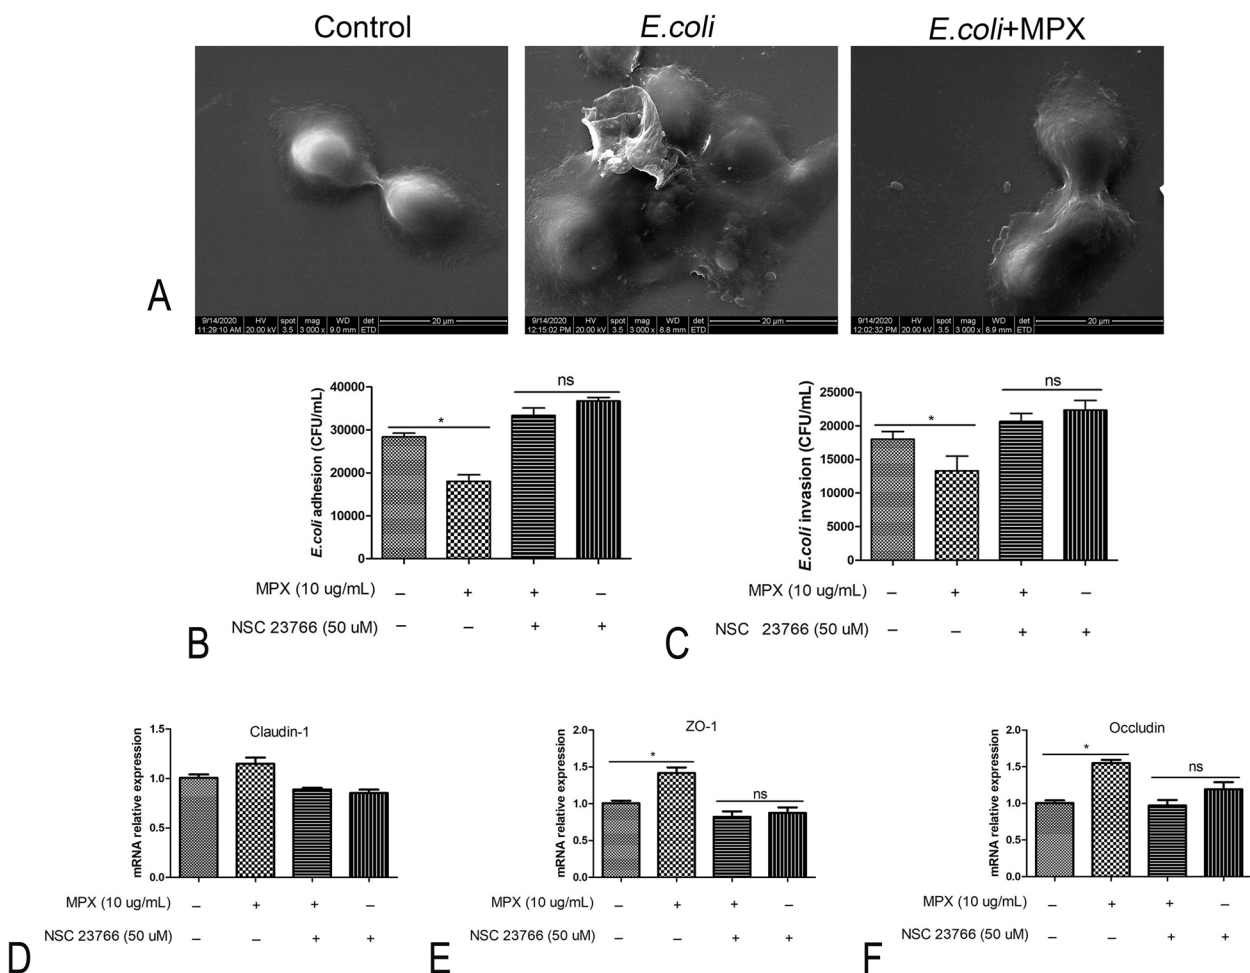 Control E.coli E.coli+MPX
A
9/14/2020 HV spot mag WD det 20 µm
11:29:10 AM 20.00 kV 3.5 3 000 x 9.0 mm ETD
9/14/2020 HV spot mag WD det 20 µm
12:15:02 PM 20.00 kV 3.5 3 000 x 8.8 mm ETD
9/14/2020 HV spot mag WD det 20 µm
12:02:32 PM 20.00 kV 3.5 3 000 x 8.9 mm ETD
B
E.coli adhesion (CFU/mL)
40000
30000
20000
10000
0
* ns
MPX (10 ug/mL) – + + –
NSC 23766 (50 uM) – – + +
C
E.coli invasion (CFU/mL)
25000
20000
15000
10000
5000
0
* ns
MPX (10 ug/mL) – + + –
NSC 23766 (50 uM) – – + +
D
Claudin-1
mRNA relative expression
1.5
1.0
0.5
0.0
MPX (10 ug/mL) – + + –
NSC 23766 (50 uM) – – + +
E
ZO-1
mRNA relative expression
2.0
1.5
1.0
0.5
0.0
* ns
MPX (10 ug/mL) – + + –
NSC 23766 (50 uM) – – + +
F
Occludin
mRNA relative expression
2.0
1.5
1.0
0.5
0.0
* ns
MPX (10 ug/mL) – + + –
NSC 23766 (50 uM) – – + +